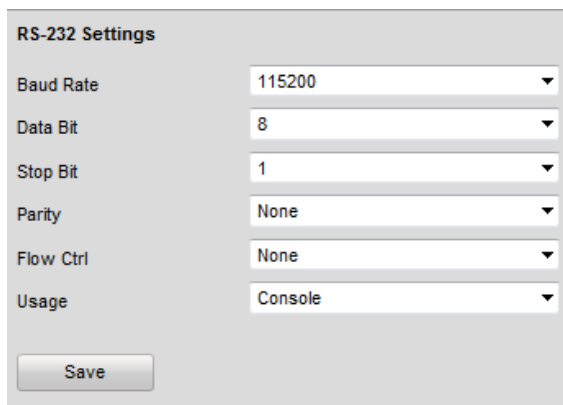 RS-232 Settings
Baud Rate 115200
Data Bit 8
Stop Bit 1
Parity None
Flow Ctrl None
Usage Console
Save